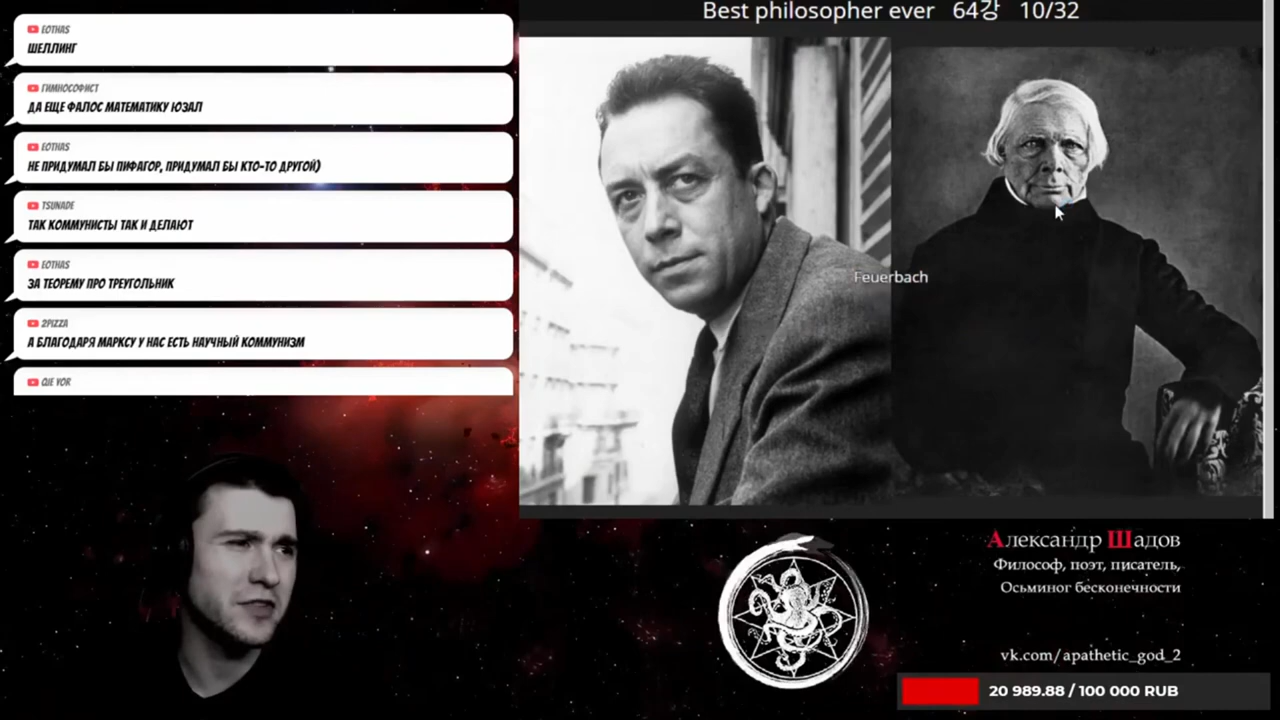 Best philosopher ever 64강 10/32
EOTHAS
ШЕЛЛИНГ
ГИМНОСОФИСТ
ДА ЕЩЕ ФАЛОС МАТЕМАТИКУ ЮЗАЛ
EOTHAS
НЕ ПРИДУМАЛ БЫ ПИФАГОР, ПРИДУМАЛ БЫ КТО-ТО ДРУГОЙ)
TSUNADE
ТАК КОММУНИСТЫ ТАК И ДЕЛАЮТ
EOTHAS
ЗА ТЕОРЕМУ ПРО ТРЕУГОЛЬНИК
2PIZZA
А БЛАГОДАРЯ МАРКСУ У НАС ЕСТЬ НАУЧНЫЙ КОММУНИЗМ
QJE YOR
Feuerbach
Александр Шадов
Философ, поэт, писатель,
Осьминог бесконечности
vk.com/apathetic_god_2
20 989.88 / 100 000 RUB